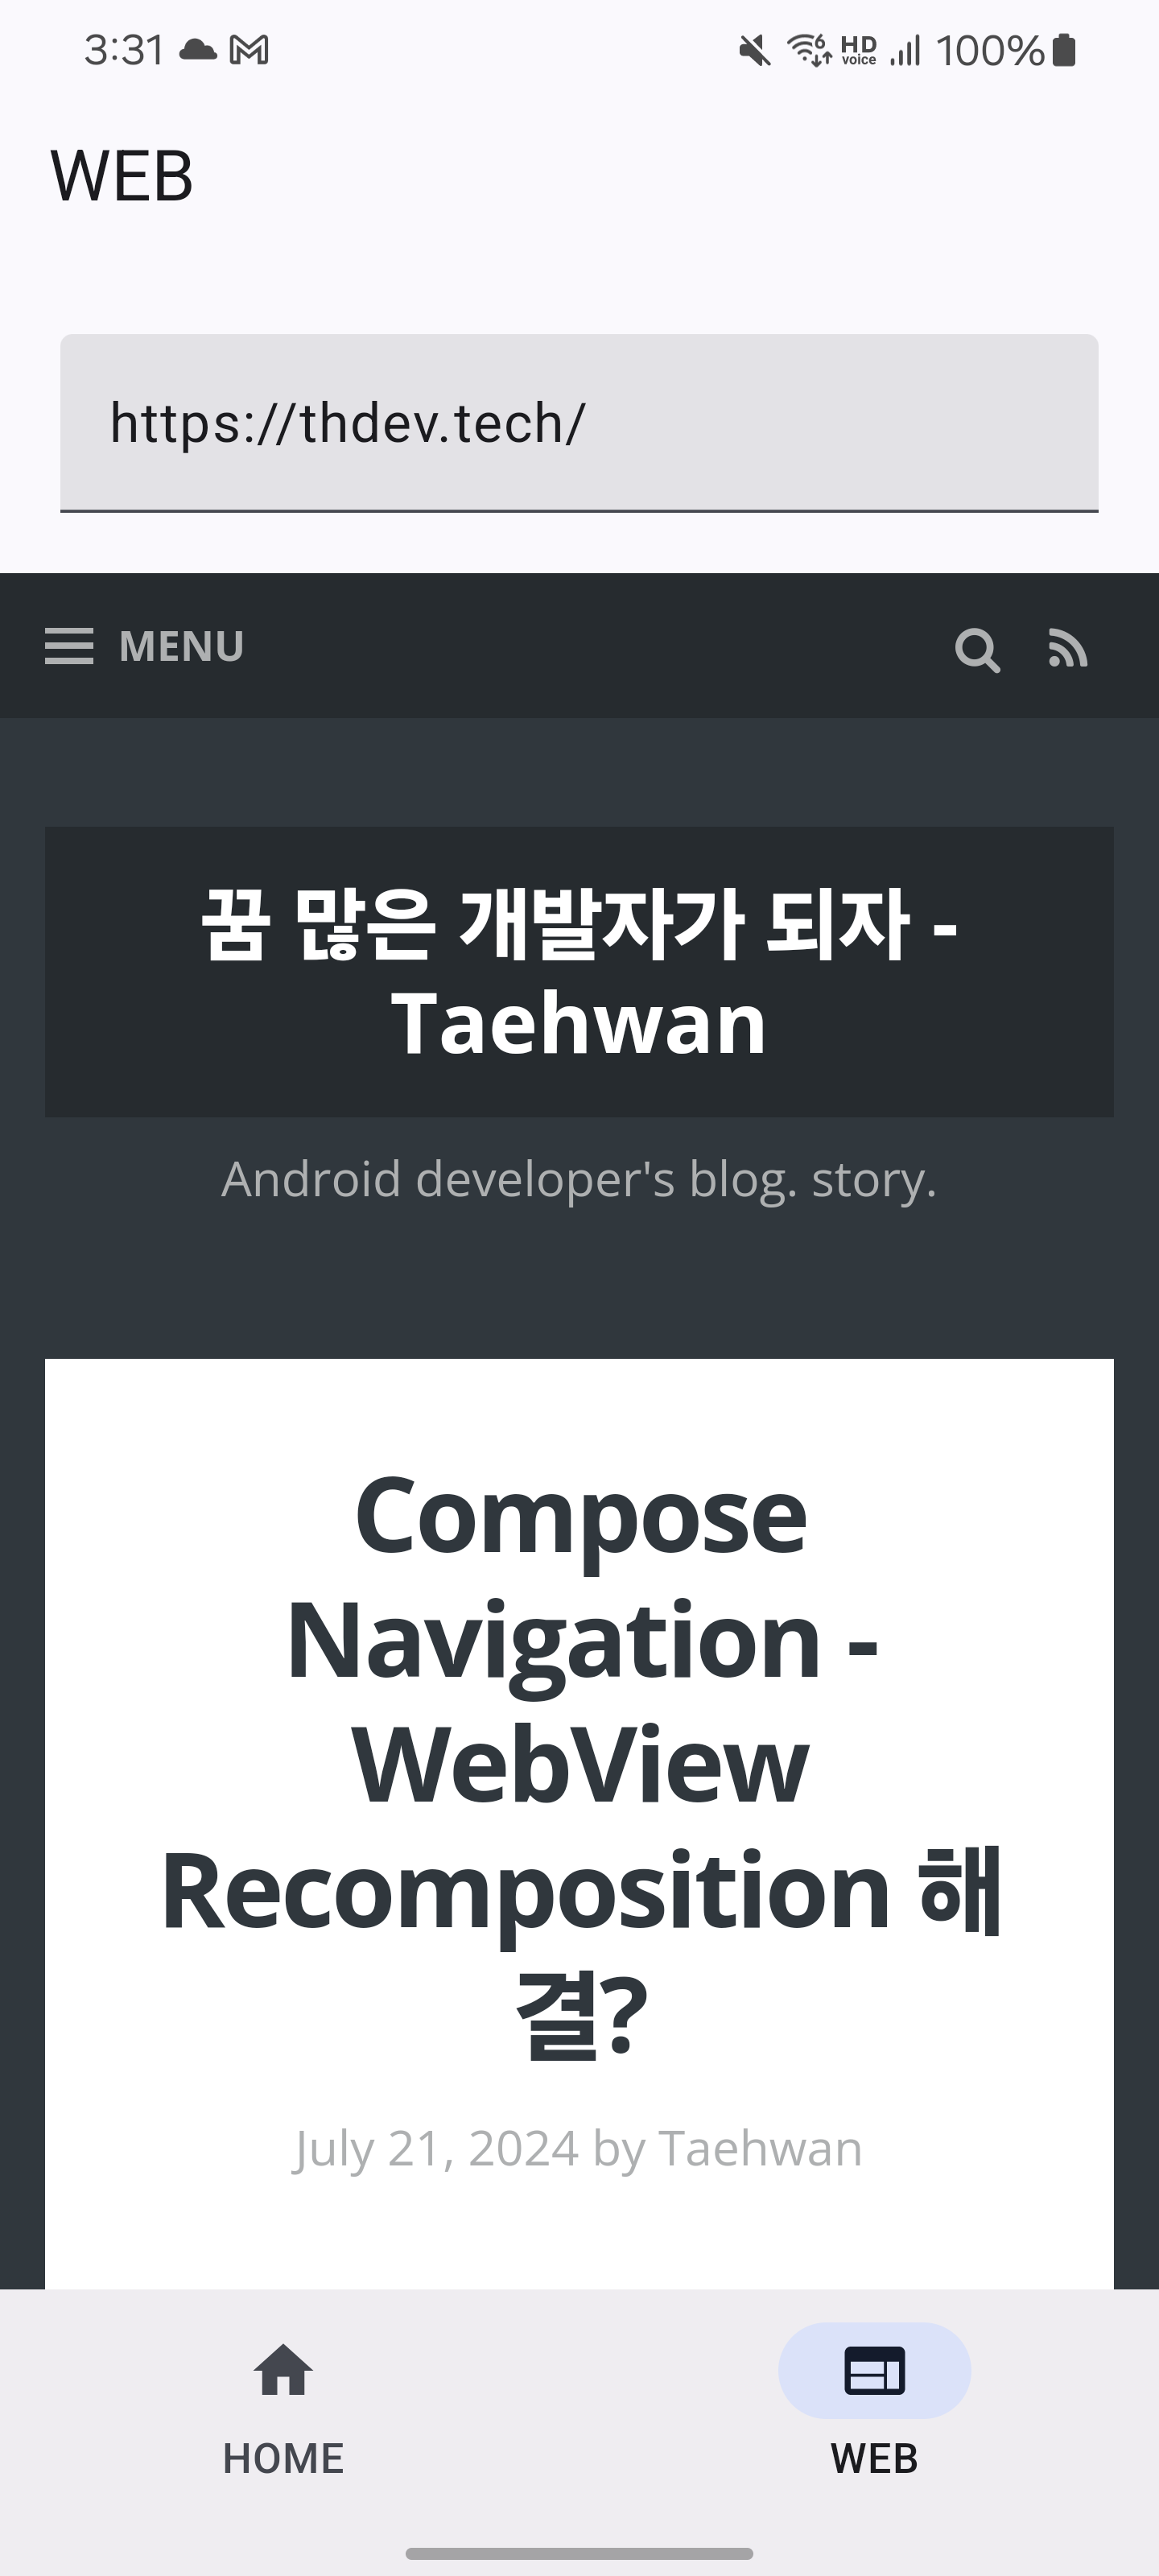 3:31
HD voice 100%
WEB
https://thdev.tech/
MENU
꿈 많은 개발자가 되자 -
Taehwan
Android developer's blog. story.
Compose
Navigation -
WebView
Recomposition 해
결?
July 21, 2024 by Taehwan
HOME WEB